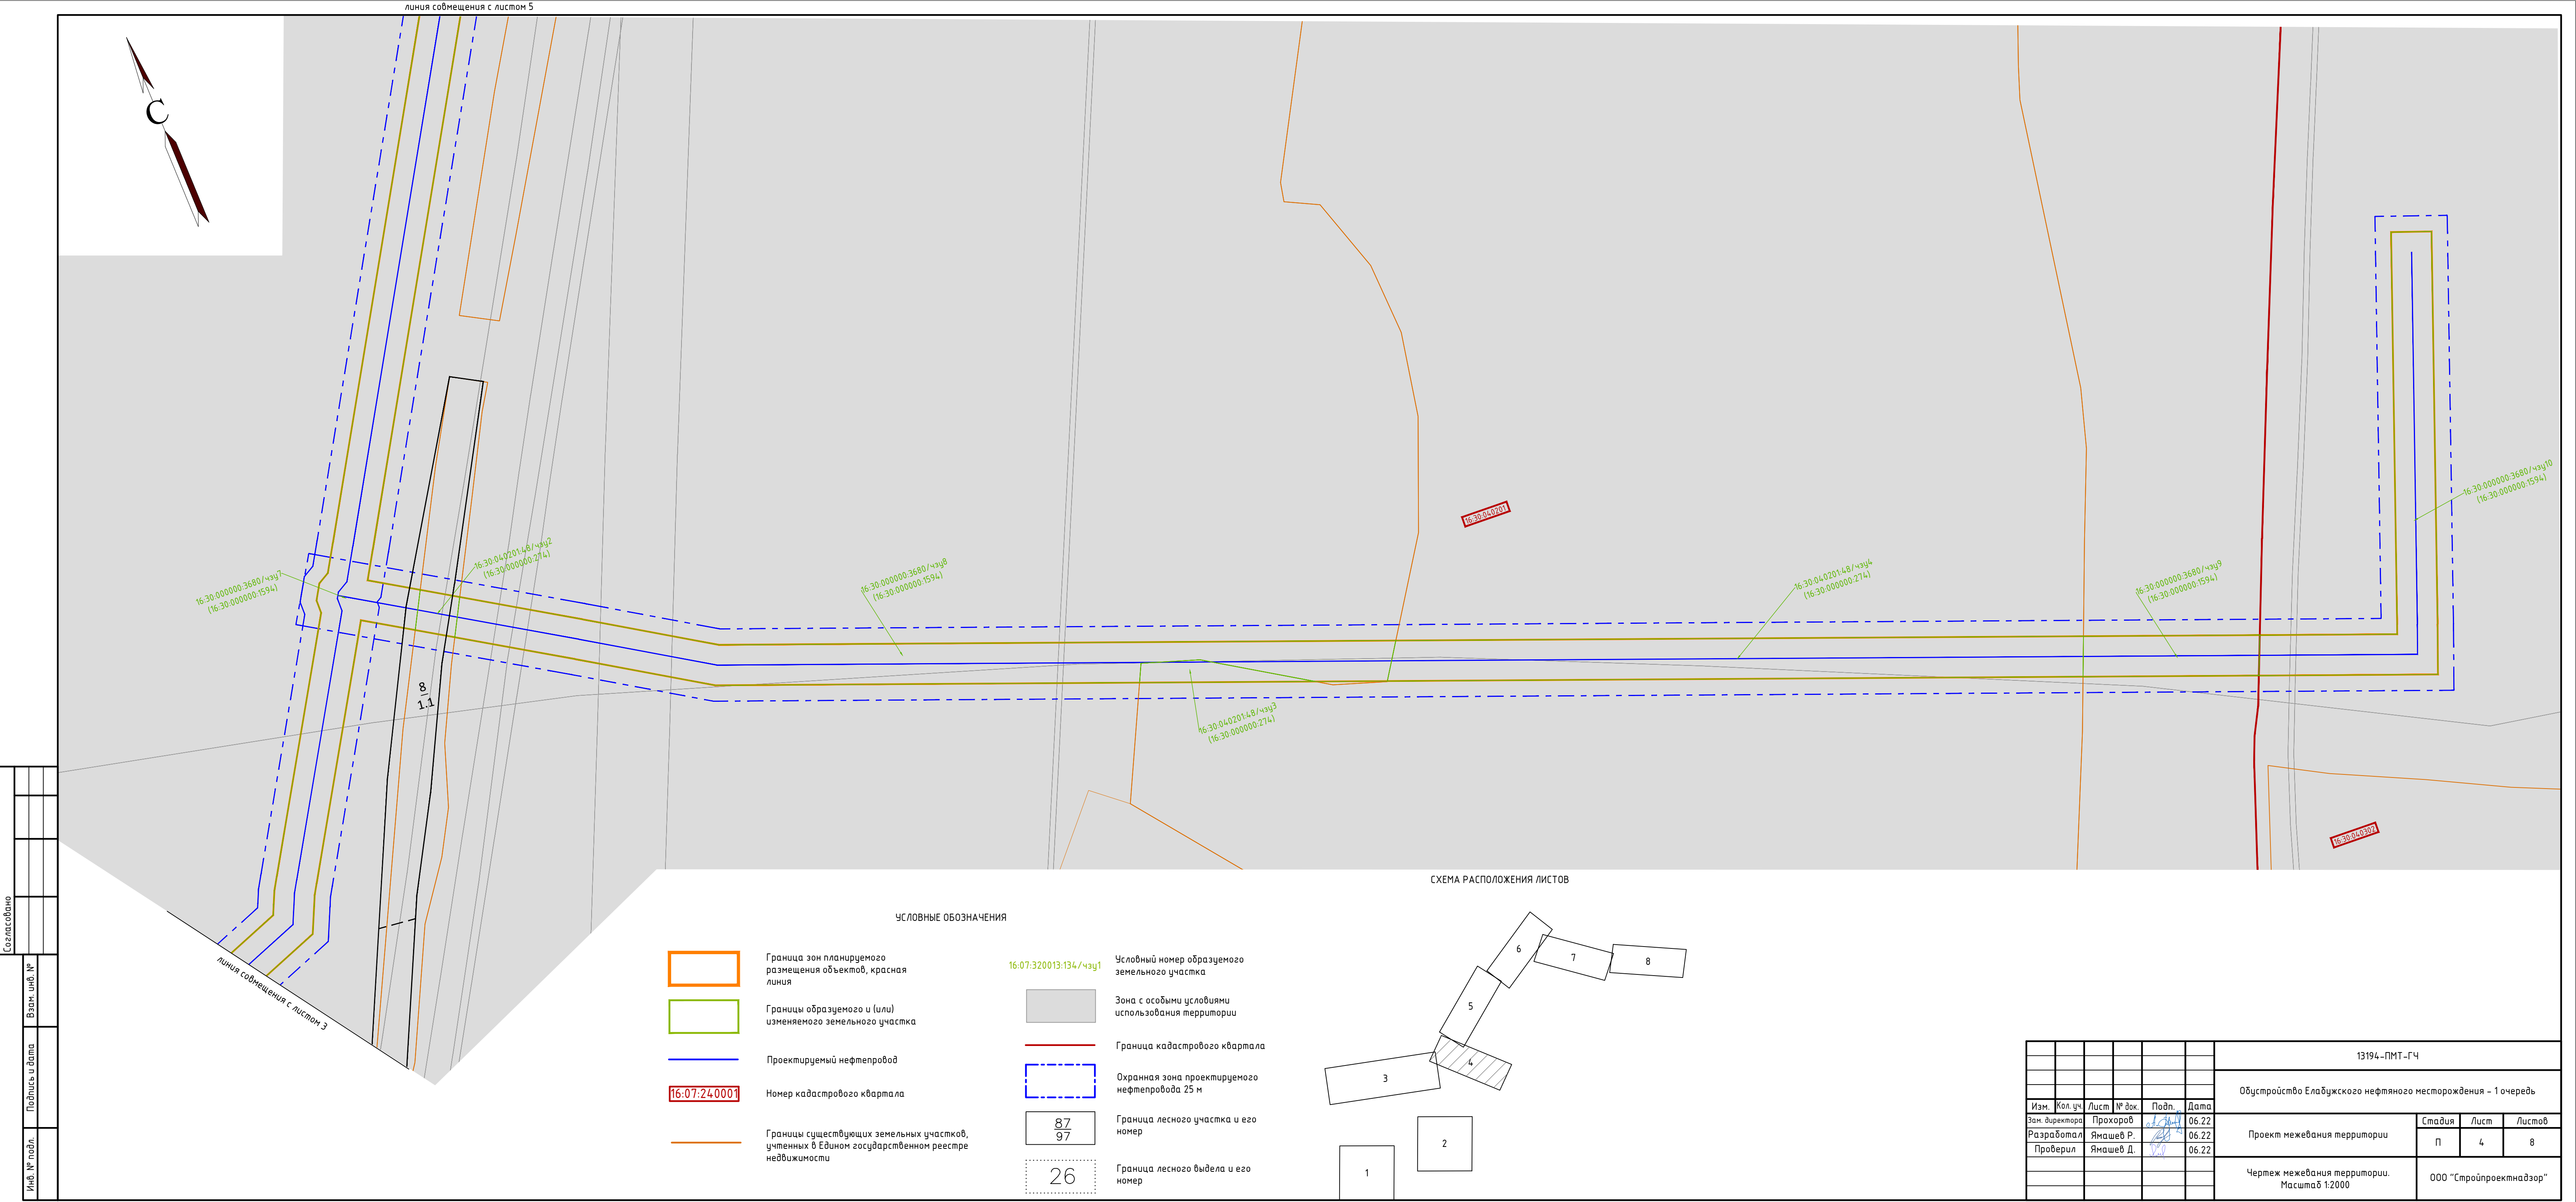 линия совмещения с листом 5
С
16:30:000000:3680/чзу7
(16:30:000000:1594)
16:30:040201:48/чзу2
(16:30:000000:274)
16:30:000000:3680/чзу8
(16:30:000000:1594)
16:30:040201
16:30:040201:48/чзу4
(16:30:000000:274)
16:30:000000:3680/чзу9
(16:30:000000:1594)
16:30:000000:3680/чзу10
(16:30:000000:1594)
8
1.1
16:30:040201:48/чзу3
(16:30:000000:274)
16:30:040302
линия совмещения с листом 3
Согласовано
Взам. инв. №
Подпись и дата
Инв. № подл.
УСЛОВНЫЕ ОБОЗНАЧЕНИЯ
Граница зон планируемого
размещения объектов, красная
линия
Границы образуемого и (или)
изменяемого земельного участка
Проектируемый нефтепровод
16:07:240001
Номер кадастрового квартала
Границы существующих земельных участков,
учтенных в Едином государственном реестре
недвижимости
16:07:320013:134/чзу1
Условный номер образуемого
земельного участка
Зона с особыми условиями
использования территории
Граница кадастрового квартала
Охранная зона проектируемого
нефтепровода 25 м
87
97
Граница лесного участка и его
номер
26
Граница лесного выдела и его
номер
СХЕМА РАСПОЛОЖЕНИЯ ЛИСТОВ
6
7
8
5
4
3
2
1
13194-ПМТ-ГЧ
Обустройство Елабужского нефтяного месторождения - 1 очередь
Изм. Кол. уч. Лист № док. Подп. Дата
Зам. директора Прохоров 06.22
Разработал Ямашев Р. 06.22
Проверил Ямашев Д. 06.22
Проект межевания территории
Стадия Лист Листов
П 4 8
Чертеж межевания территории.
Масштаб 1:2000
ООО "Стройпроектнадзор"